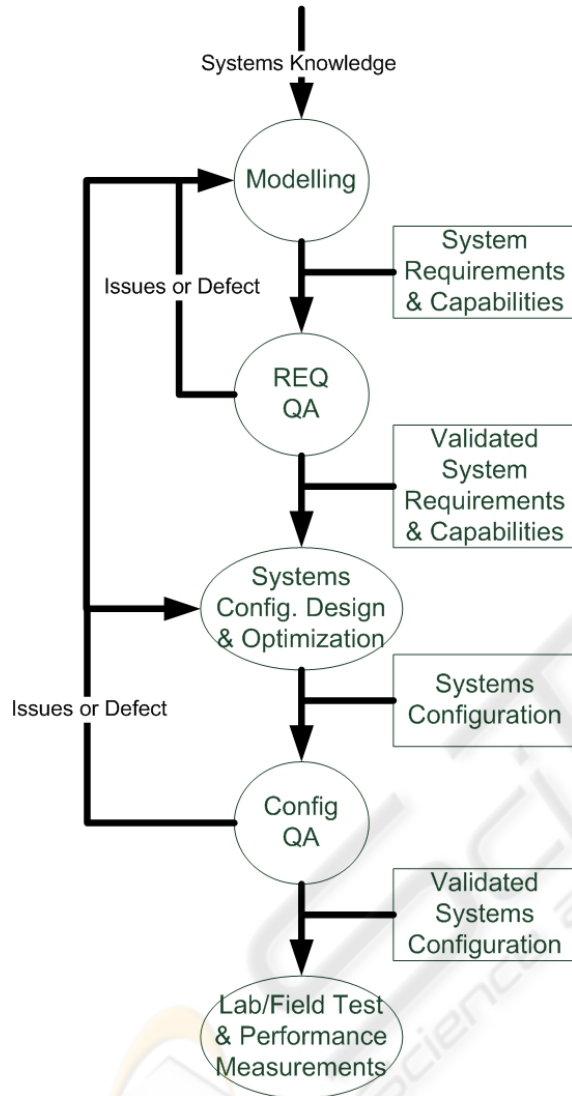 Systems Knowledge
Modelling
System
Requirements
& Capabilities
Issues or Defect
REQ
QA
Validated
System
Requirements
& Capabilities
Systems
Config. Design
& Optimization
Systems
Configuration
Issues or Defect
Config
QA
Validated
Systems
Configuration
Lab/Field Test
& Performance
Measurements